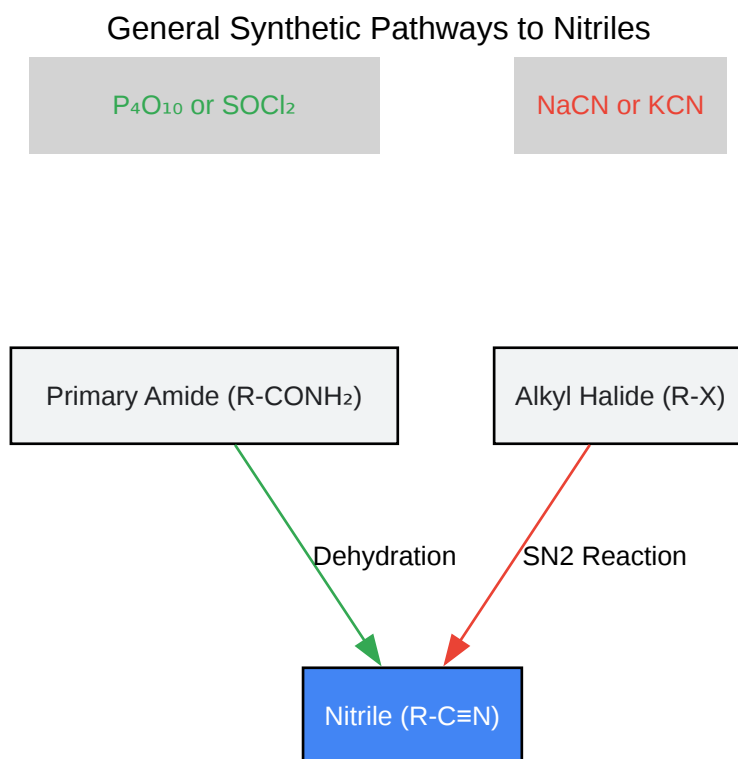 General Synthetic Pathways to Nitriles
P₄O₁₀ or SOCl₂
NaCN or KCN
Primary Amide (R-CONH₂)
Alkyl Halide (R-X)
Dehydration
SN2 Reaction
Nitrile (R-C≡N)